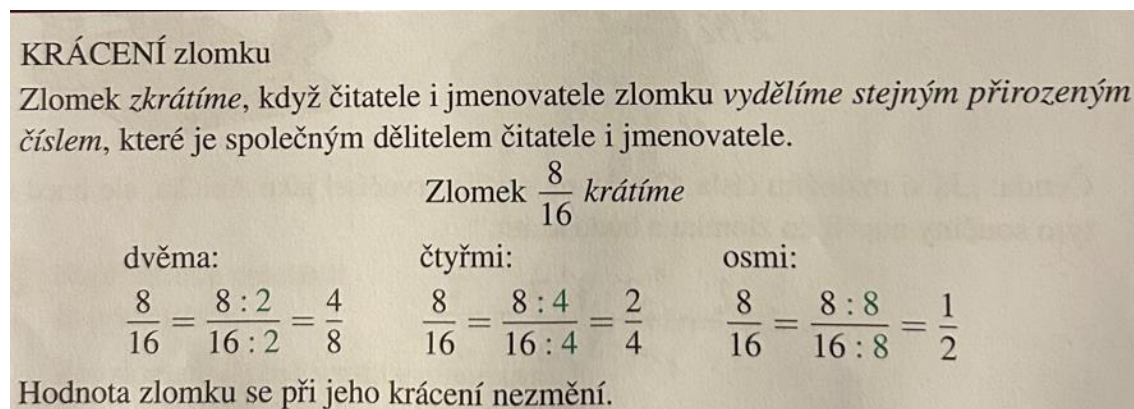 KRÁCENÍ zlomku
Zlomek zkrátíme, když čitatele i jmenovatele zlomku vydělíme stejným přirozeným
číslem, které je společným dělitelem čitatele i jmenovatele.
Zlomek 8/16 krátíme
dvěma: čtyřmi: osmi:
8/16 = 8 : 2/16 : 2 = 4/8 8/16 = 8 : 4/16 : 4 = 2/4 8/16 = 8 : 8/16 : 8 = 1/2
Hodnota zlomku se při jeho krácení nezmění.